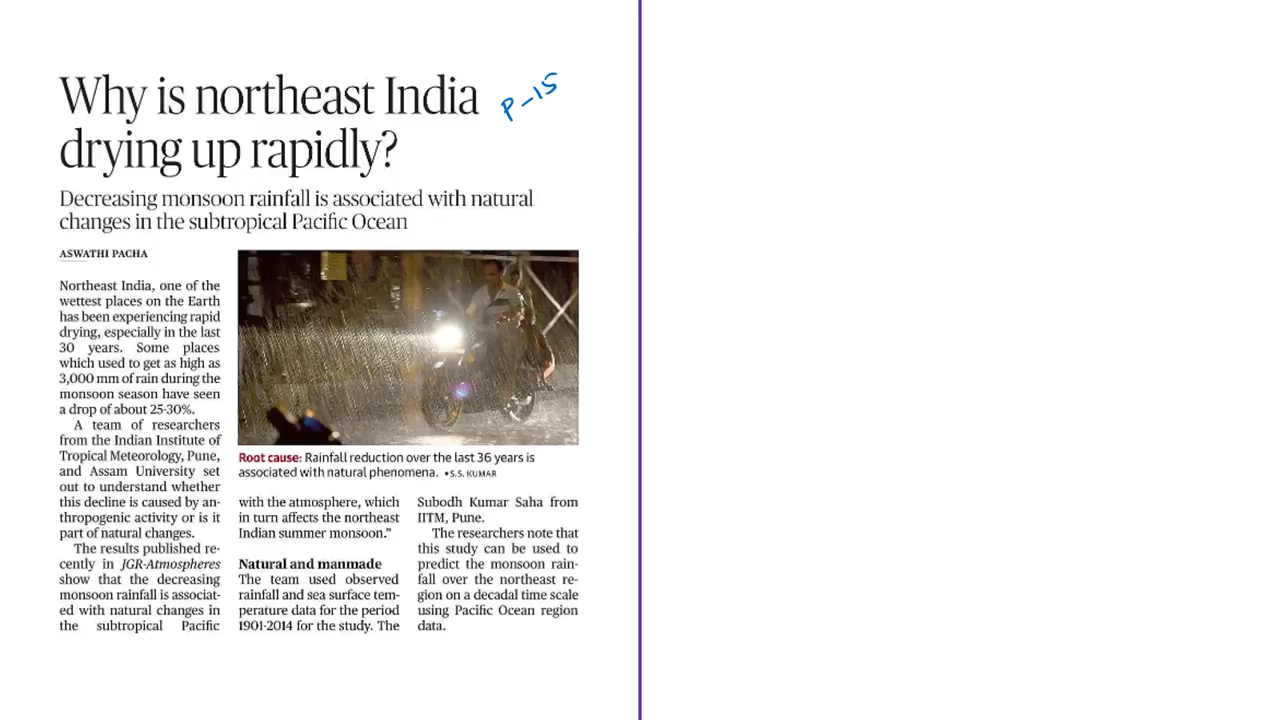 Why is northeast India
drying up rapidly?
P-15
Decreasing monsoon rainfall is associated with natural
changes in the subtropical Pacific Ocean
ASWATHI PACHA
Northeast India, one of the
wettest places on the Earth
has been experiencing rapid
drying, especially in the last
30 years. Some places
which used to get as high as
3,000 mm of rain during the
monsoon season have seen
a drop of about 25-30%.
A team of researchers
from the Indian Institute of
Tropical Meteorology, Pune,
and Assam University set
out to understand whether
this decline is caused by an-
thropogenic activity or is it
part of natural changes.
The results published re-
cently in JGR-Atmospheres
show that the decreasing
monsoon rainfall is associat-
ed with natural changes in
the subtropical Pacific
Root cause: Rainfall reduction over the last 36 years is
associated with natural phenomena. •S.S. KUMAR
with the atmosphere, which
in turn affects the northeast
Indian summer monsoon.”
Natural and manmade
The team used observed
rainfall and sea surface tem-
perature data for the period
1901-2014 for the study. The
Subodh Kumar Saha from
IITM, Pune.
The researchers note that
this study can be used to
predict the monsoon rain-
fall over the northeast re-
gion on a decadal time scale
using Pacific Ocean region
data.